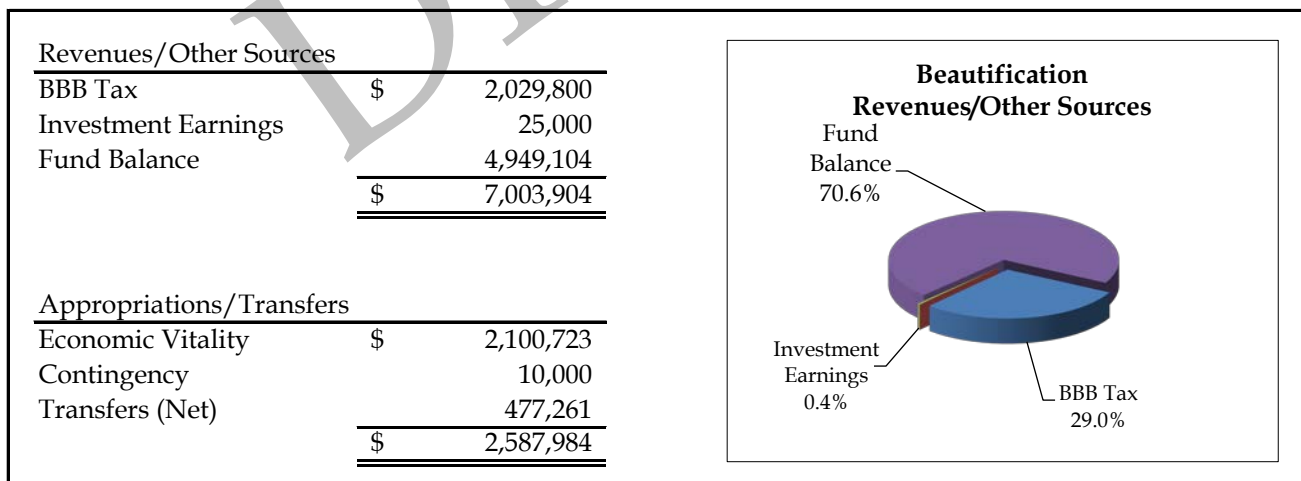 Revenues/Other Sources
BBB Tax $ 2,029,800
Investment Earnings 25,000
Fund Balance 4,949,104
$ 7,003,904
Appropriations/Transfers
Economic Vitality $ 2,100,723
Contingency 10,000
Transfers (Net) 477,261
$ 2,587,984
Beautification
Revenues/Other Sources
Fund
Balance
70.6%
Investment
Earnings
0.4%
BBB Tax
29.0%